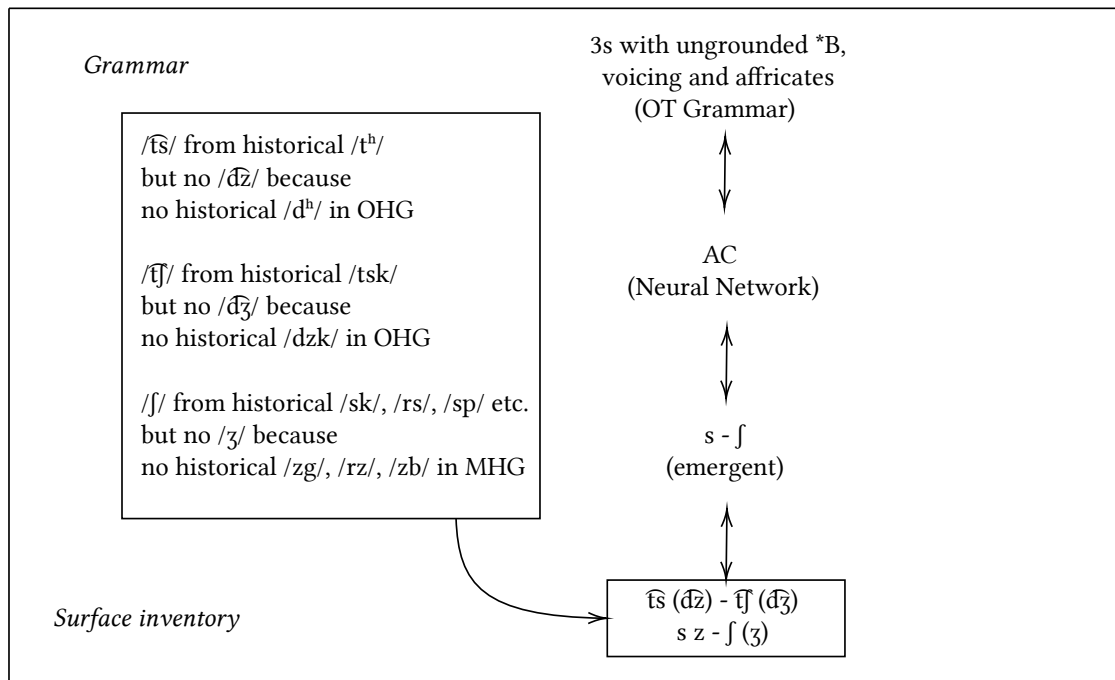 Grammar
3s with ungrounded *B,
voicing and affricates
(OT Grammar)
/t͡s/ from historical /tʰ/
but no /d͡z/ because
no historical /dʰ/ in OHG
/t͡ʃ/ from historical /tsk/
but no /d͡ʒ/ because
no historical /dzk/ in OHG
/ʃ/ from historical /sk/, /rs/, /sp/ etc.
but no /ʒ/ because
no historical /zg/, /rz/, /zb/ in MHG
AC
(Neural Network)
s - ʃ
(emergent)
Surface inventory
t͡s (d͡z) - t͡ʃ (d͡ʒ)
s z - ʃ (ʒ)